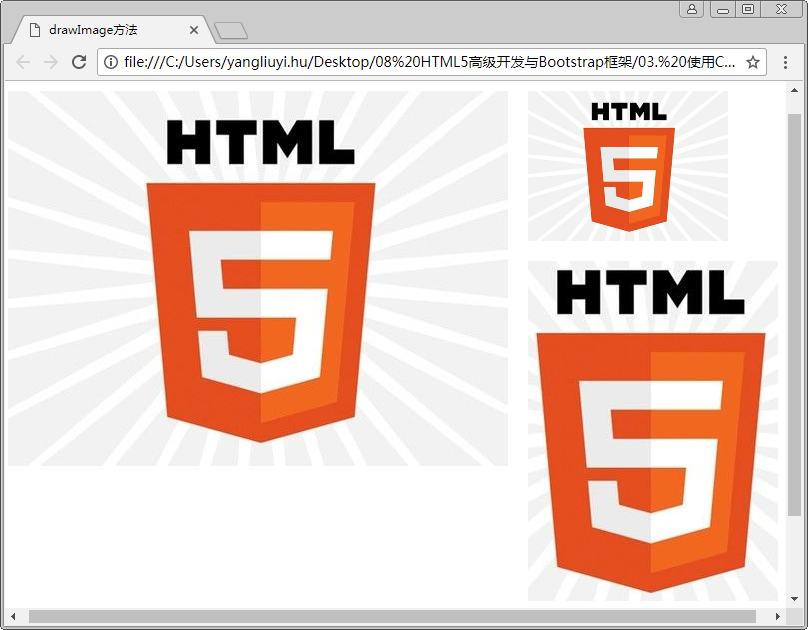 drawImage方法
file:///C:/Users/yangliuyi.hu/Desktop/08%20HTML5高级开发与Bootstrap框架/03.%20使用C...
HTML
5
HTML
5
HTML
5